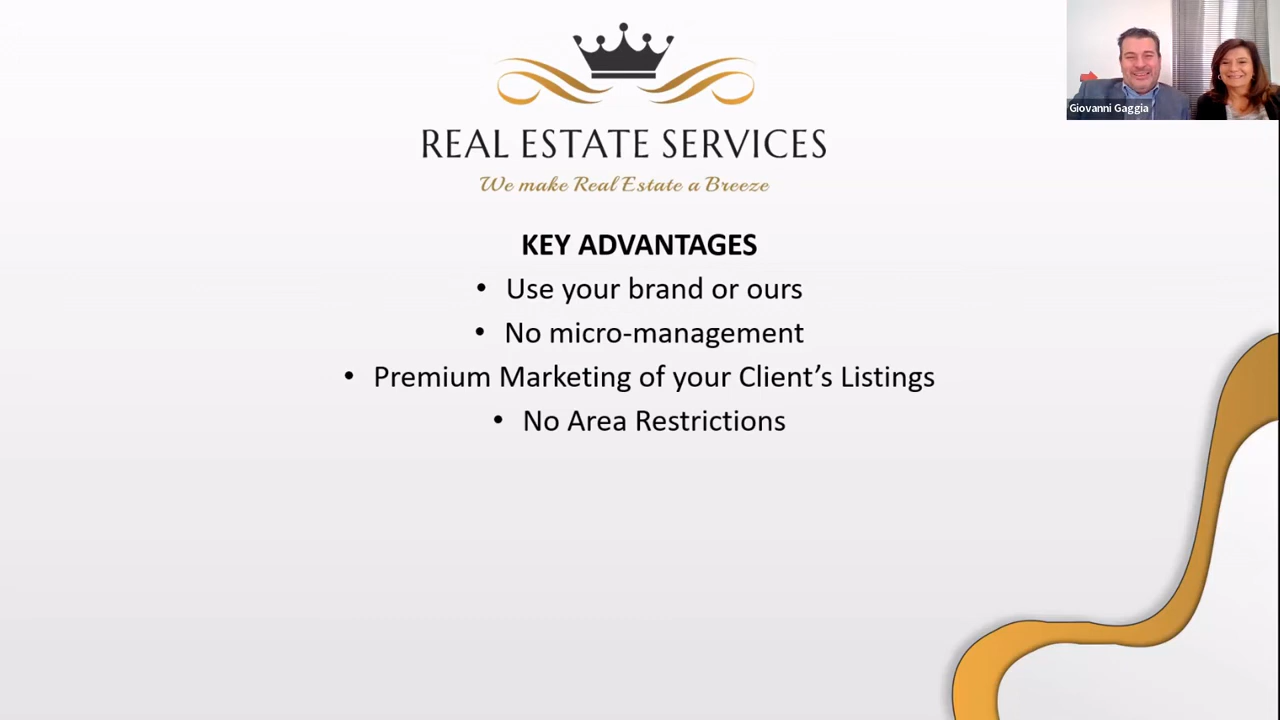 Giovanni Gaggia
REAL ESTATE SERVICES
We make Real Estate a Breeze
KEY ADVANTAGES
• Use your brand or ours
• No micro-management
• Premium Marketing of your Client’s Listings
• No Area Restrictions